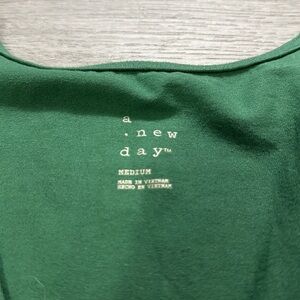 a
. new
day™
MEDIUM
MADE IN VIETNAM
HECHO EN VIETNAM